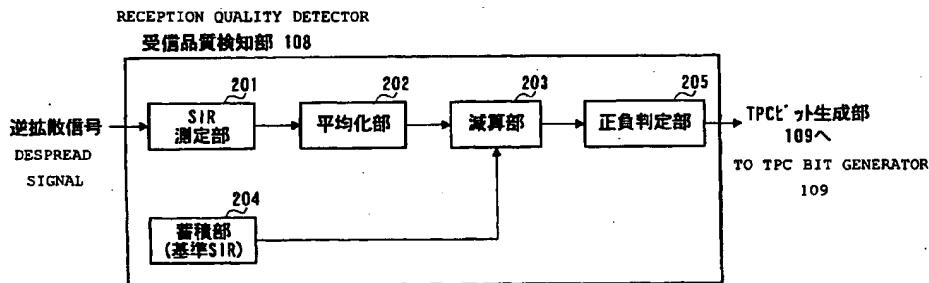 RECEPTION QUALITY DETECTOR
受信品質検知部 108
201
SIR
測定部
202
平均化部
203
減算部
205
正負判定部
逆拡散信号
DESPREAD
SIGNAL
TPCビット生成部
109へ
TO TPC BIT GENERATOR
109
204
蓄積部
(基準SIR)